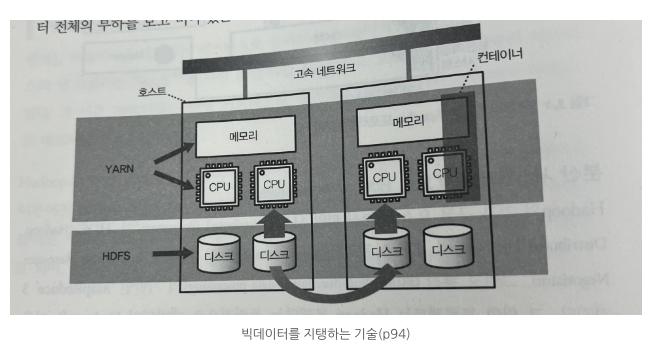 터 전체의 부하를 보고
고속 네트워크
컨테이너
호스트
메모리
메모리
YARN
CPU
CPU
CPU
CPU
HDFS
디스크
디스크
디스크
디스크
빅데이터를 지탱하는 기술(p94)